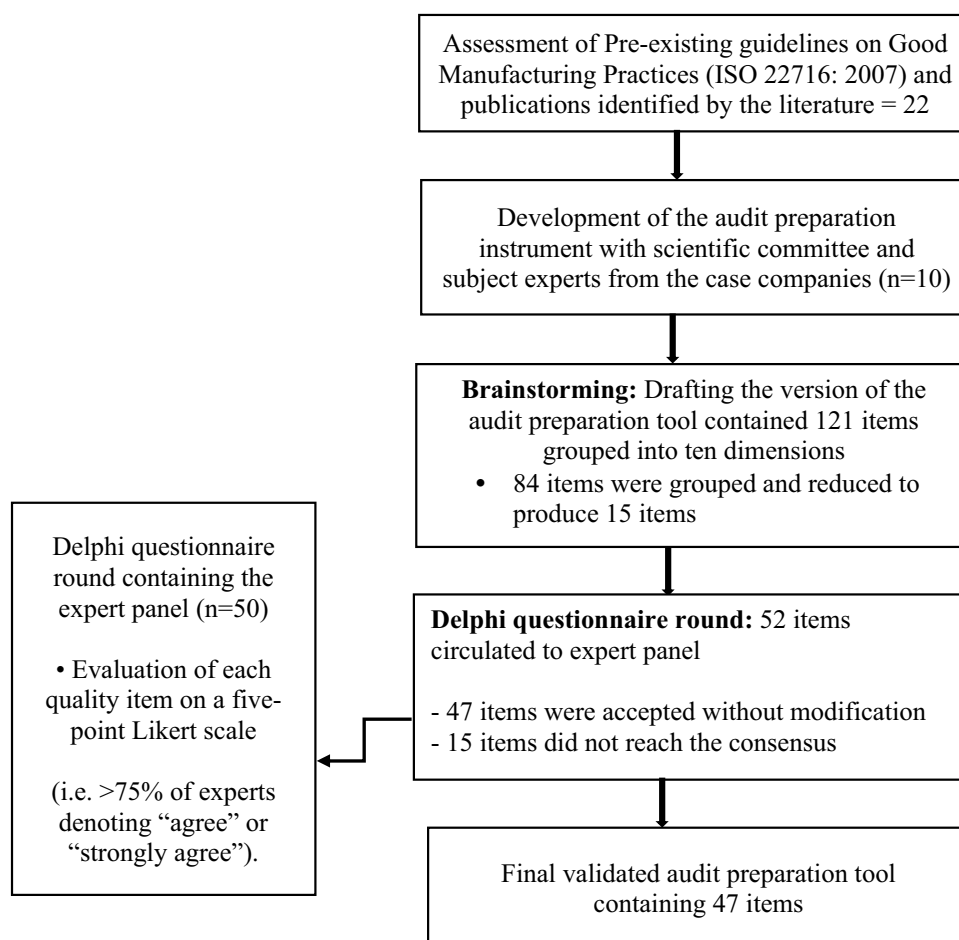 Assessment of Pre-existing guidelines on Good
Manufacturing Practices (ISO 22716: 2007) and
publications identified by the literature = 22
Development of the audit preparation
instrument with scientific committee and
subject experts from the case companies (n=10)
Brainstorming: Drafting the version of the
audit preparation tool contained 121 items
grouped into ten dimensions
• 84 items were grouped and reduced to
produce 15 items
Delphi questionnaire round: 52 items
circulated to expert panel
- 47 items were accepted without modification
- 15 items did not reach the consensus
Delphi questionnaire
round containing the
expert panel (n=50)
• Evaluation of each
quality item on a five-
point Likert scale
(i.e. >75% of experts
denoting “agree” or
“strongly agree”).
Final validated audit preparation tool
containing 47 items